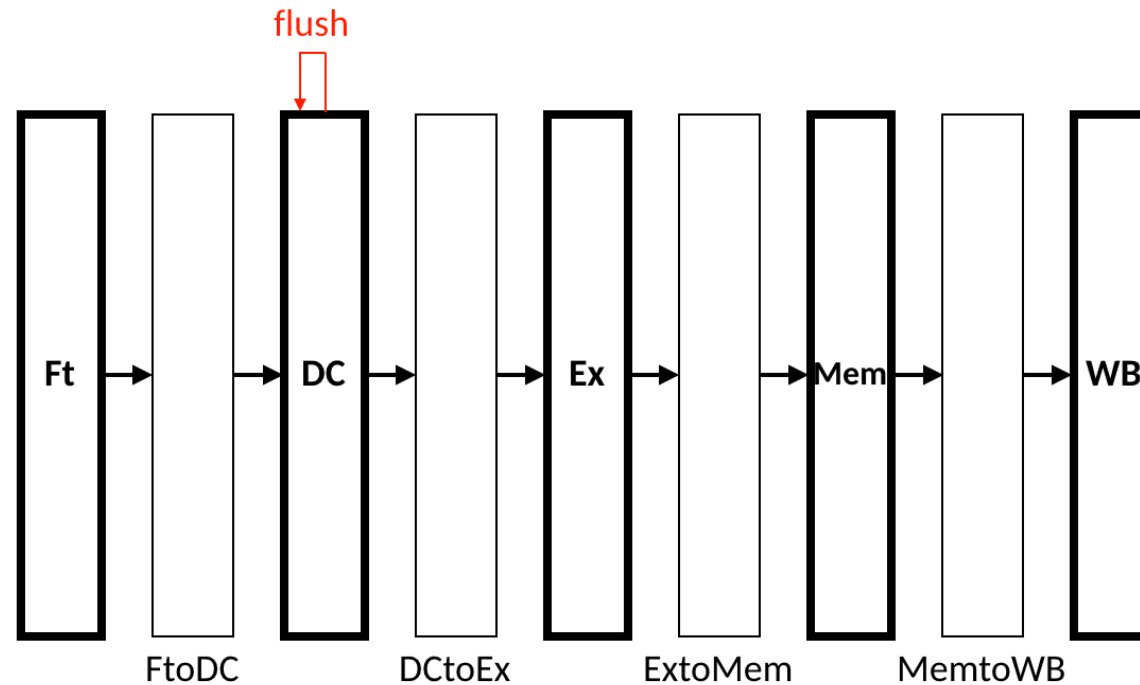 flush
Ft
DC
Ex
Mem
WB
FtoDC
DCtoEx
ExtoMem
MemtoWB